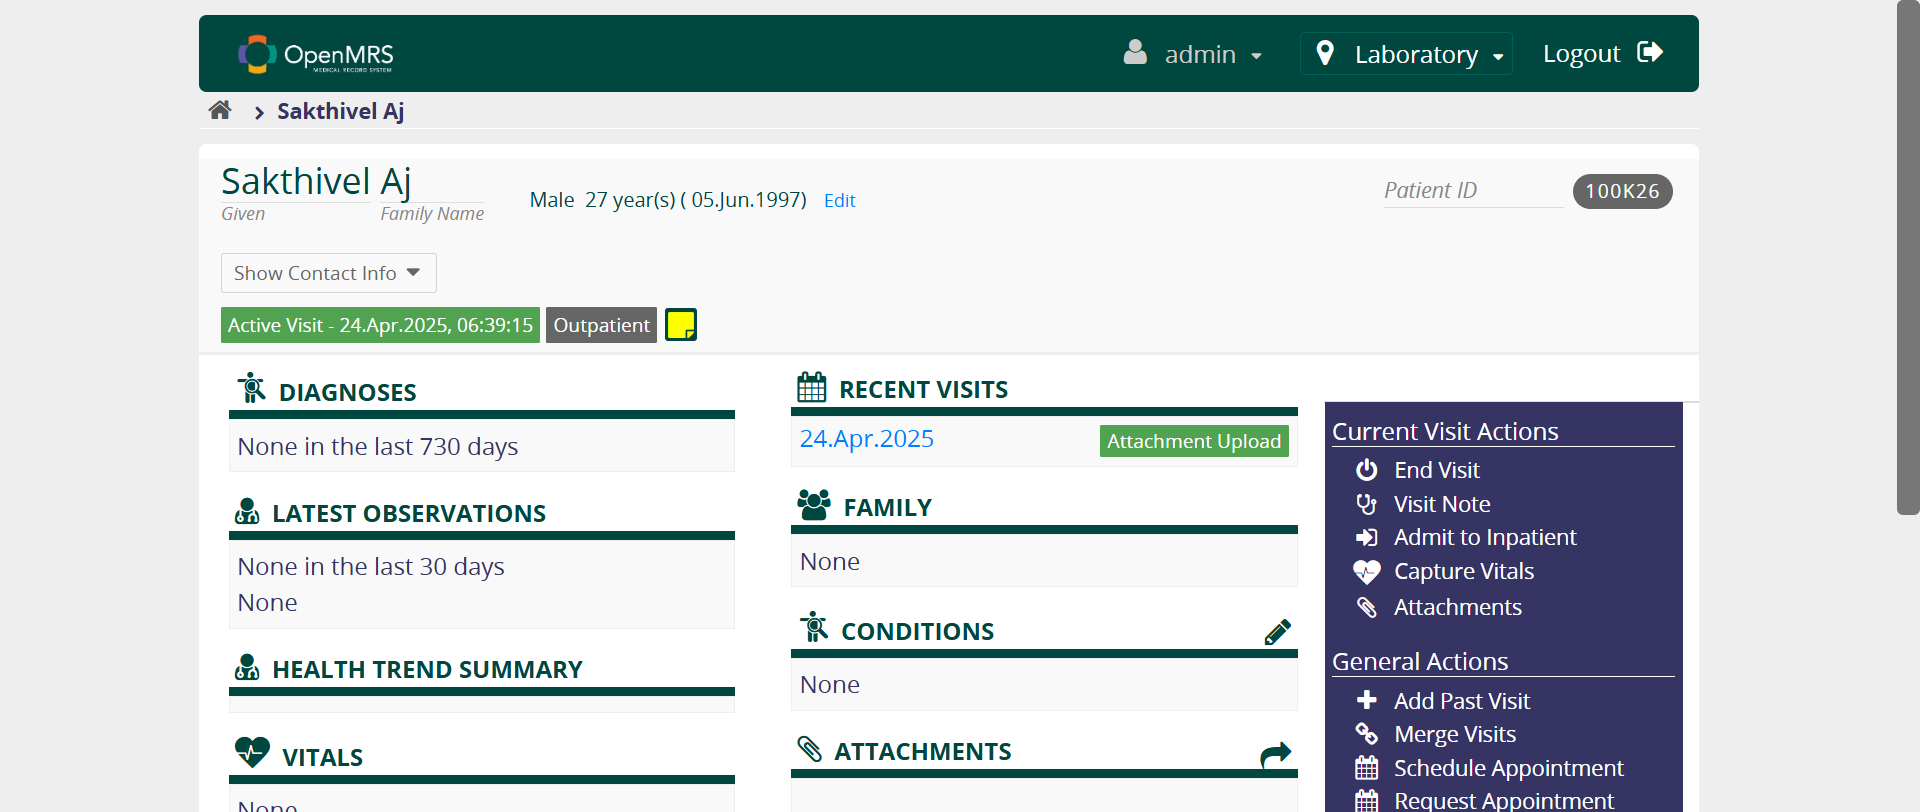 OpenMRS
MEDICAL RECORD SYSTEM
admin
Laboratory
Logout
Sakthivel Aj
Sakthivel Aj
Given
Family Name
Male 27 year(s) ( 05.Jun.1997) Edit
Patient ID
100K26
Show Contact Info
Active Visit - 24.Apr.2025, 06:39:15
Outpatient
DIAGNOSES
None in the last 730 days
LATEST OBSERVATIONS
None in the last 30 days
None
HEALTH TREND SUMMARY
VITALS
None
RECENT VISITS
24.Apr.2025
Attachment Upload
FAMILY
None
CONDITIONS
None
ATTACHMENTS
Current Visit Actions
End Visit
Visit Note
Admit to Inpatient
Capture Vitals
Attachments
General Actions
Add Past Visit
Merge Visits
Schedule Appointment
Request Appointment